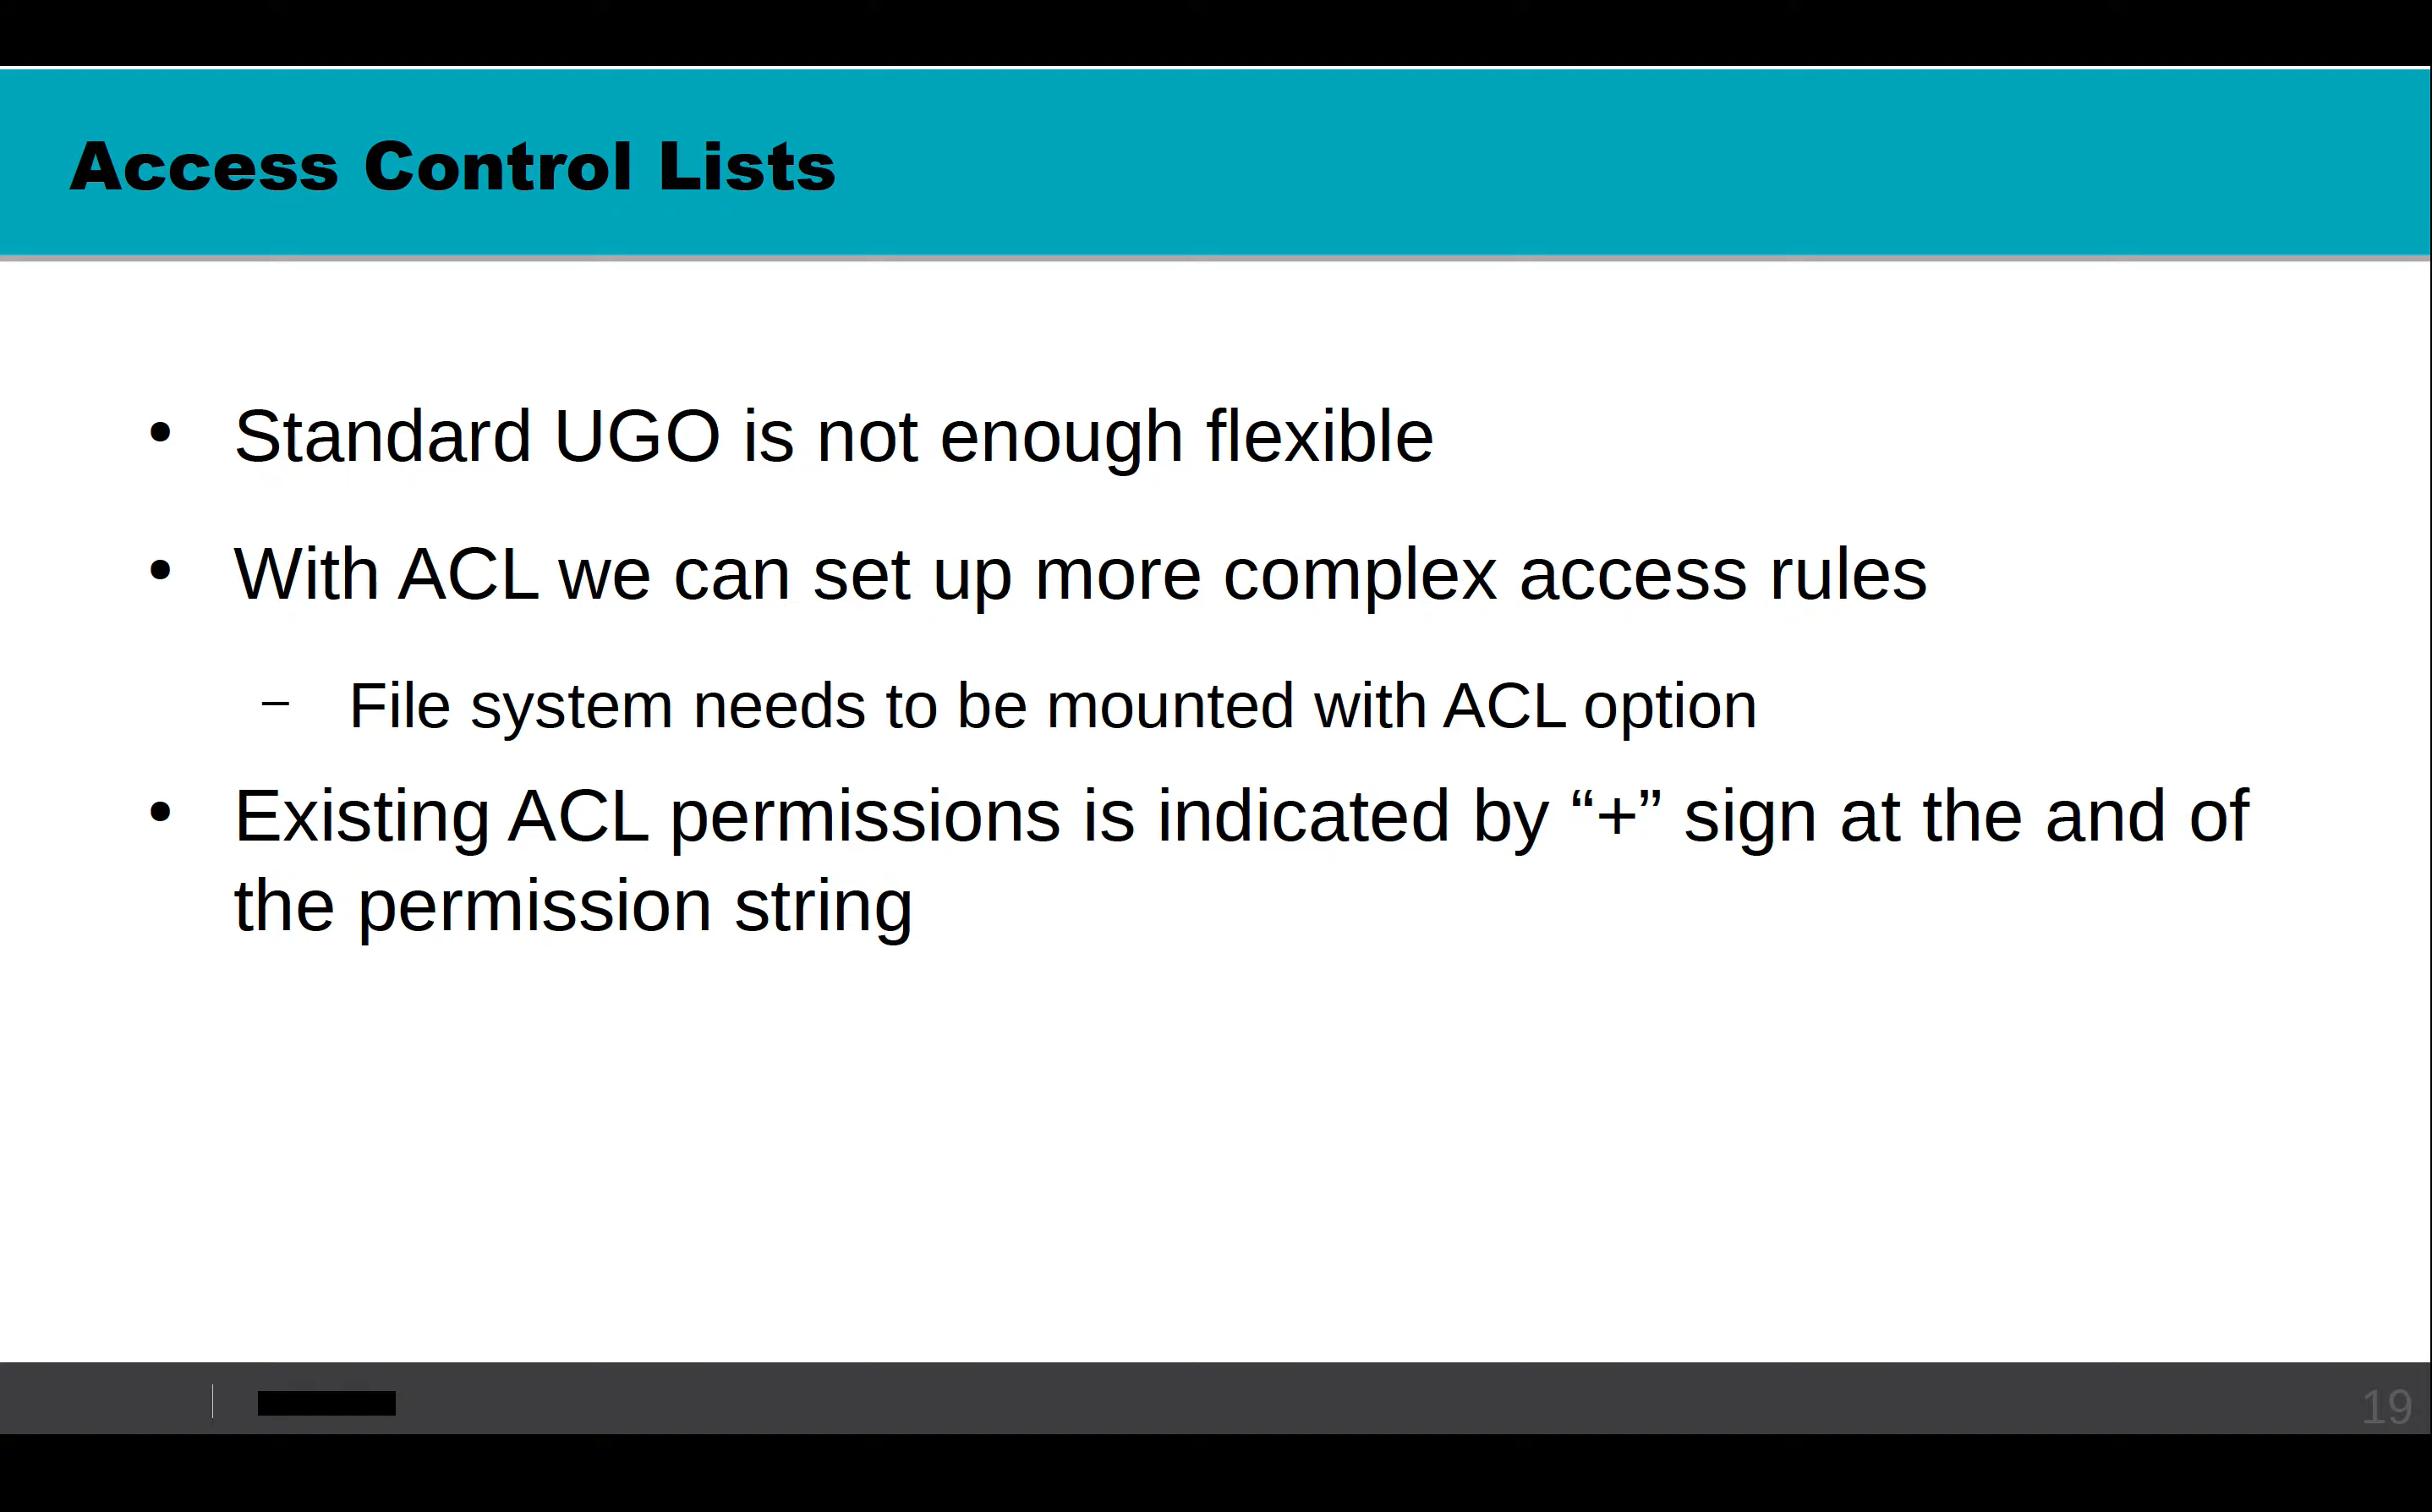 Access Control Lists
• Standard UGO is not enough flexible
• With ACL we can set up more complex access rules
– File system needs to be mounted with ACL option
• Existing ACL permissions is indicated by “+” sign at the and of
the permission string
19